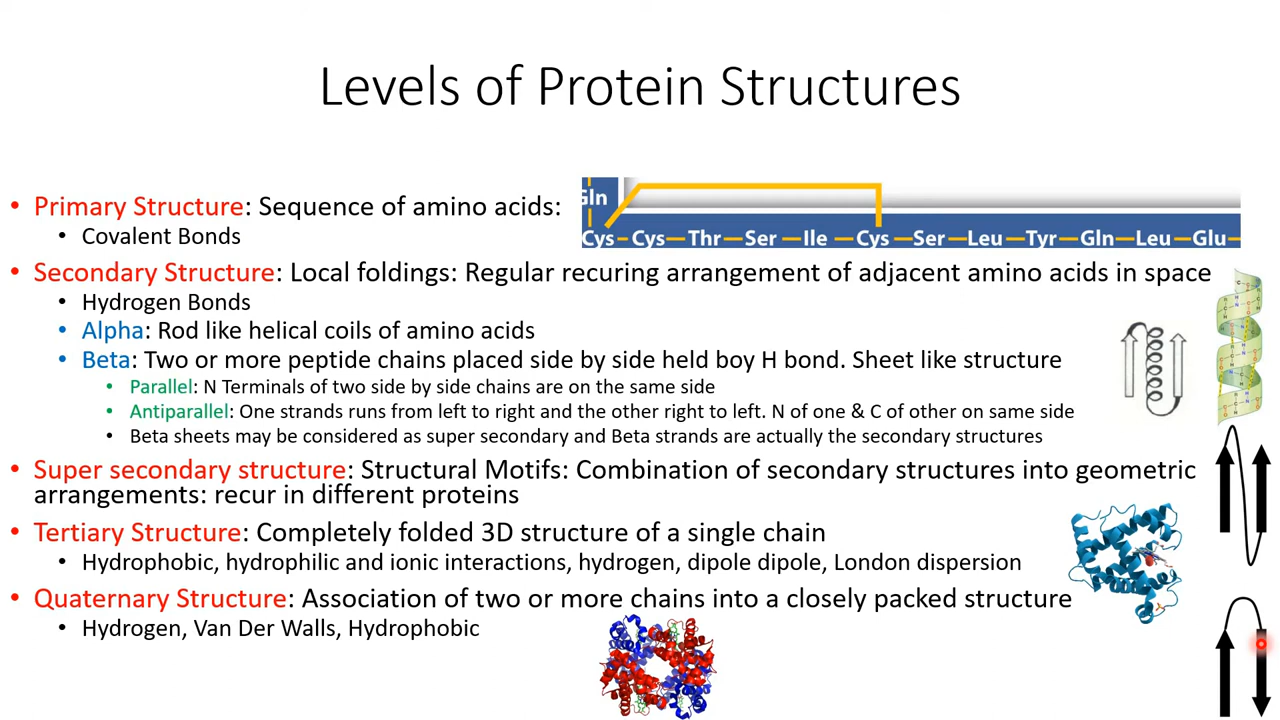 Levels of Protein Structures
• Primary Structure: Sequence of amino acids:
Gln
Cys – Cys — Thr — Ser — Ile — Cys — Ser — Leu — Tyr — Gln — Leu — Glu –
• Covalent Bonds
• Secondary Structure: Local foldings: Regular recuring arrangement of adjacent amino acids in space
• Hydrogen Bonds
• Alpha: Rod like helical coils of amino acids
• Beta: Two or more peptide chains placed side by side held boy H bond. Sheet like structure
• Parallel: N Terminals of two side by side chains are on the same side
• Antiparallel: One strands runs from left to right and the other right to left. N of one & C of other on same side
• Beta sheets may be considered as super secondary and Beta strands are actually the secondary structures
• Super secondary structure: Structural Motifs: Combination of secondary structures into geometric
arrangements: recur in different proteins
• Tertiary Structure: Completely folded 3D structure of a single chain
• Hydrophobic, hydrophilic and ionic interactions, hydrogen, dipole dipole, London dispersion
• Quaternary Structure: Association of two or more chains into a closely packed structure
• Hydrogen, Van Der Walls, Hydrophobic